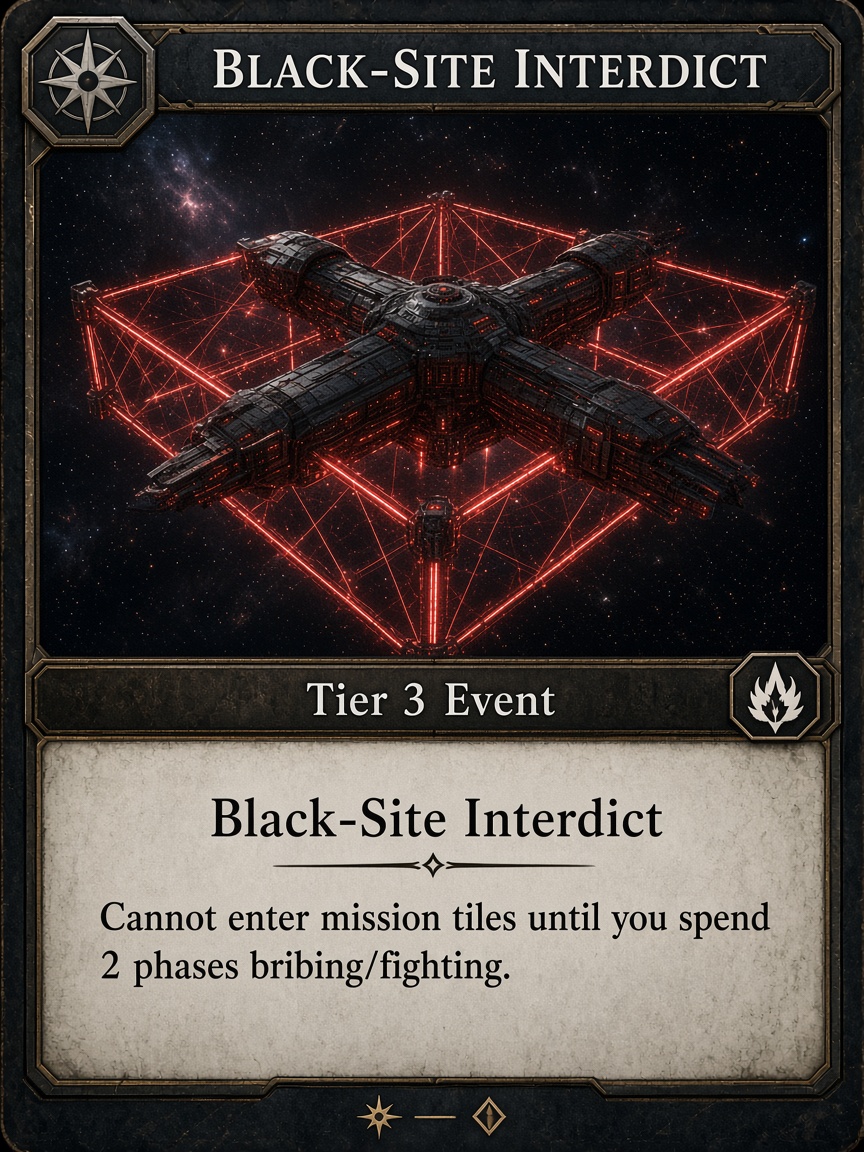 Black-Site Interdict
Tier 3 Event
Black-Site Interdict
Cannot enter mission tiles until you spend
2 phases bribing/fighting.